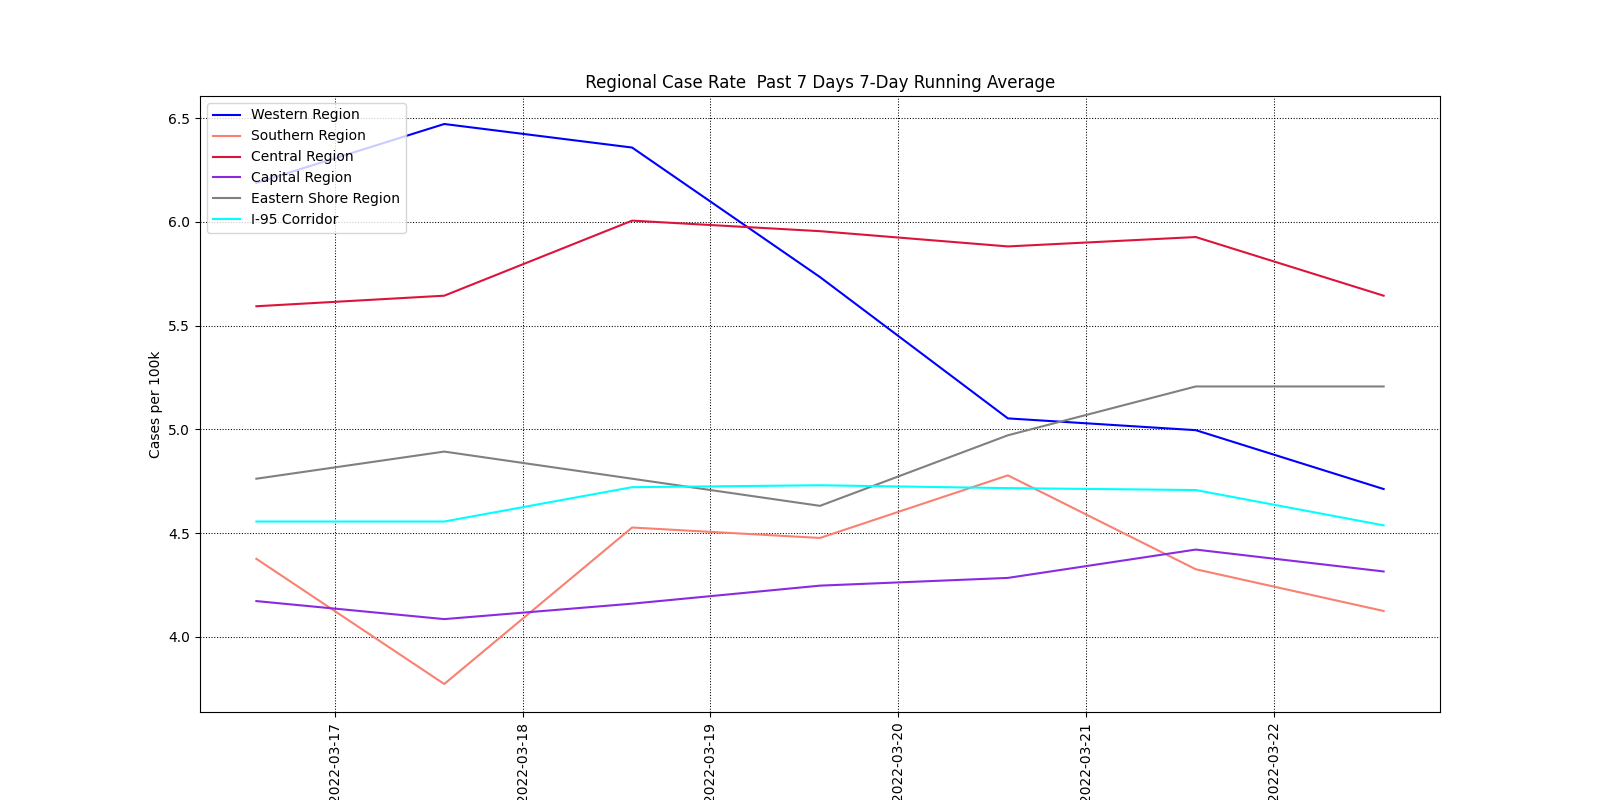 Regional Case Rate  Past 7 Days 7-Day Running Average
Western Region
Southern Region
Central Region
Capital Region
Eastern Shore Region
I-95 Corridor
6.5
6.0
5.5
5.0
4.5
4.0
Cases per 100k
2022-03-17
2022-03-18
2022-03-19
2022-03-20
2022-03-21
2022-03-22